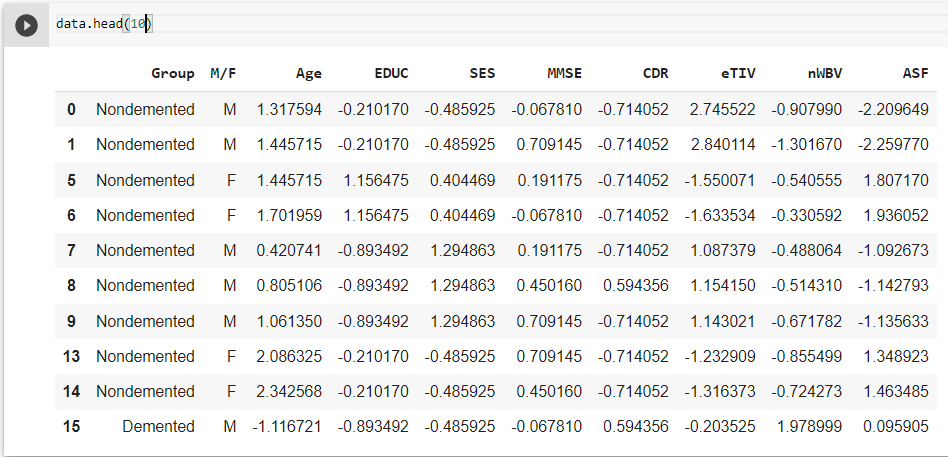 data.head(10)
Group M/F Age EDUC SES MMSE CDR eTIV nWBV ASF
0 Nondemented M 1.317594 -0.210170 -0.485925 -0.067810 -0.714052 2.745522 -0.907990 -2.209649
1 Nondemented M 1.445715 -0.210170 -0.485925 0.709145 -0.714052 2.840114 -1.301670 -2.259770
5 Nondemented F 1.445715 1.156475 0.404469 0.191175 -0.714052 -1.550071 -0.540555 1.807170
6 Nondemented F 1.701959 1.156475 0.404469 -0.067810 -0.714052 -1.633534 -0.330592 1.936052
7 Nondemented M 0.420741 -0.893492 1.294863 0.191175 -0.714052 1.087379 -0.488064 -1.092673
8 Nondemented M 0.805106 -0.893492 1.294863 0.450160 0.594356 1.154150 -0.514310 -1.142793
9 Nondemented M 1.061350 -0.893492 1.294863 0.709145 -0.714052 1.143021 -0.671782 -1.135633
13 Nondemented F 2.086325 -0.210170 -0.485925 0.709145 -0.714052 -1.232909 -0.855499 1.348923
14 Nondemented F 2.342568 -0.210170 -0.485925 0.450160 -0.714052 -1.316373 -0.724273 1.463485
15 Demented M -1.116721 -0.893492 -0.485925 -0.067810 0.594356 -0.203525 1.978999 0.095905